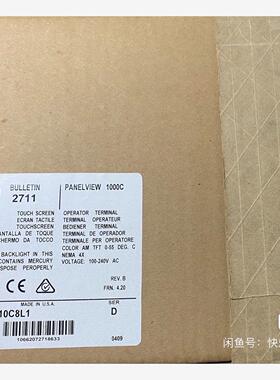 BULLETIN
2711
PANELVIEW 1000C
TOUCH SCREEN
ECRAN TACTILE
TOUCHSCREEN
PANTALLA DE TOQUE
SCHERMO DA TOCCO
OPERATOR TERMINAL
TERMINAL OPERATEUR
BEDIENER TERMINAL
TERMINAL DE OPERADOR
TERMINALE PER OPERATORE
COLOR AM TFT 0-55 DEG. C
NEMA 4X
VOLTAGE: 100-240V AC
BACKLIGHT IN THIS
CONTAINS MERCURY
DISPOSE PROPERLY
CE
REV. B
FRN. 4.20
MADE IN U.S.A.
10C8L1
SER
D
10662072718633
0409
闲鱼号:快